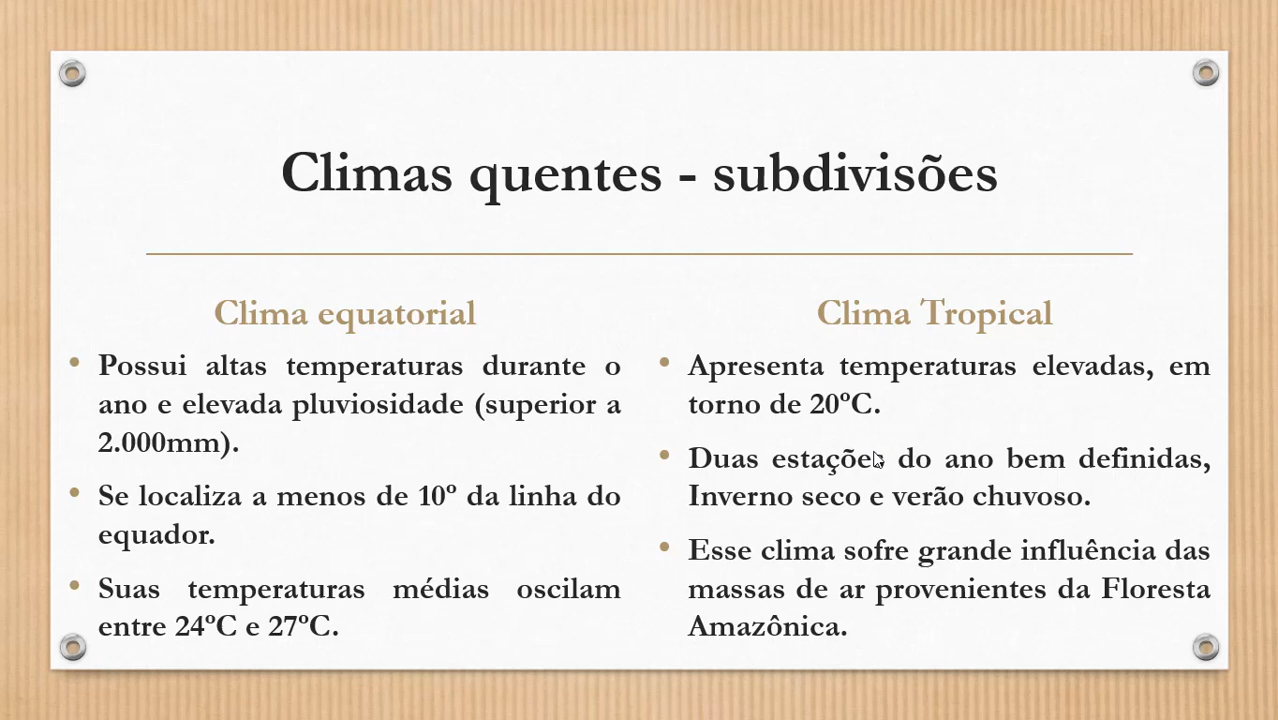 Climas quentes - subdivisões
Clima equatorial
• Possui altas temperaturas durante o
ano e elevada pluviosidade (superior a
2.000mm).
• Se localiza a menos de 10º da linha do
equador.
• Suas temperaturas médias oscilam
entre 24ºC e 27ºC.
Clima Tropical
• Apresenta temperaturas elevadas, em
torno de 20ºC.
• Duas estações do ano bem definidas,
Inverno seco e verão chuvoso.
• Esse clima sofre grande influência das
massas de ar provenientes da Floresta
Amazônica.